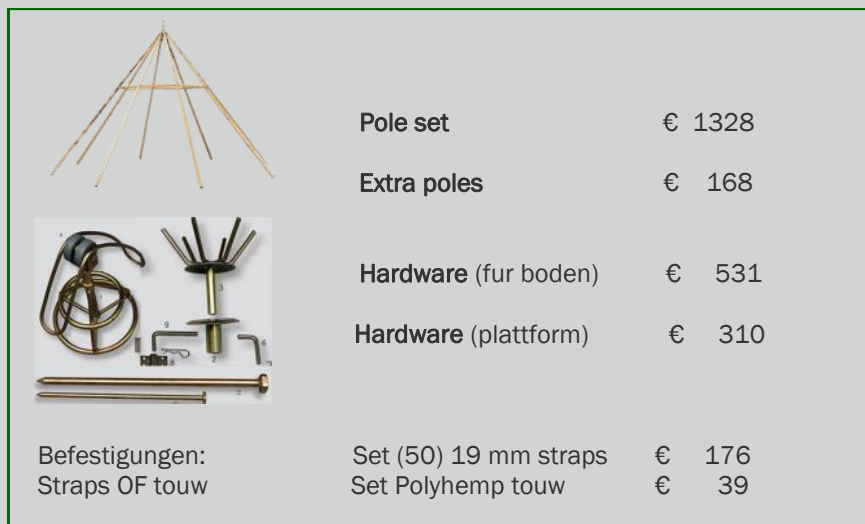 Pole set € 1328
Extra poles € 168
Hardware (fur boden) € 531
Hardware (plattform) € 310
Befestigungen: Set (50) 19 mm straps € 176
Straps OF touw Set Polyhemp touw € 39